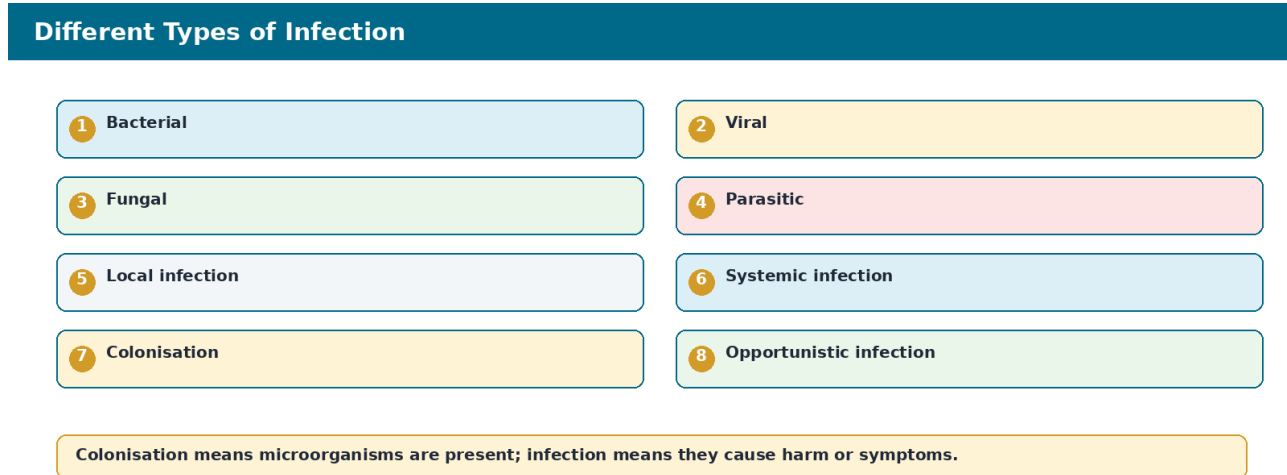 Different Types of Infection
1 Bacterial
2 Viral
3 Fungal
4 Parasitic
5 Local infection
6 Systemic infection
7 Colonisation
8 Opportunistic infection
Colonisation means microorganisms are present; infection means they cause harm or symptoms.